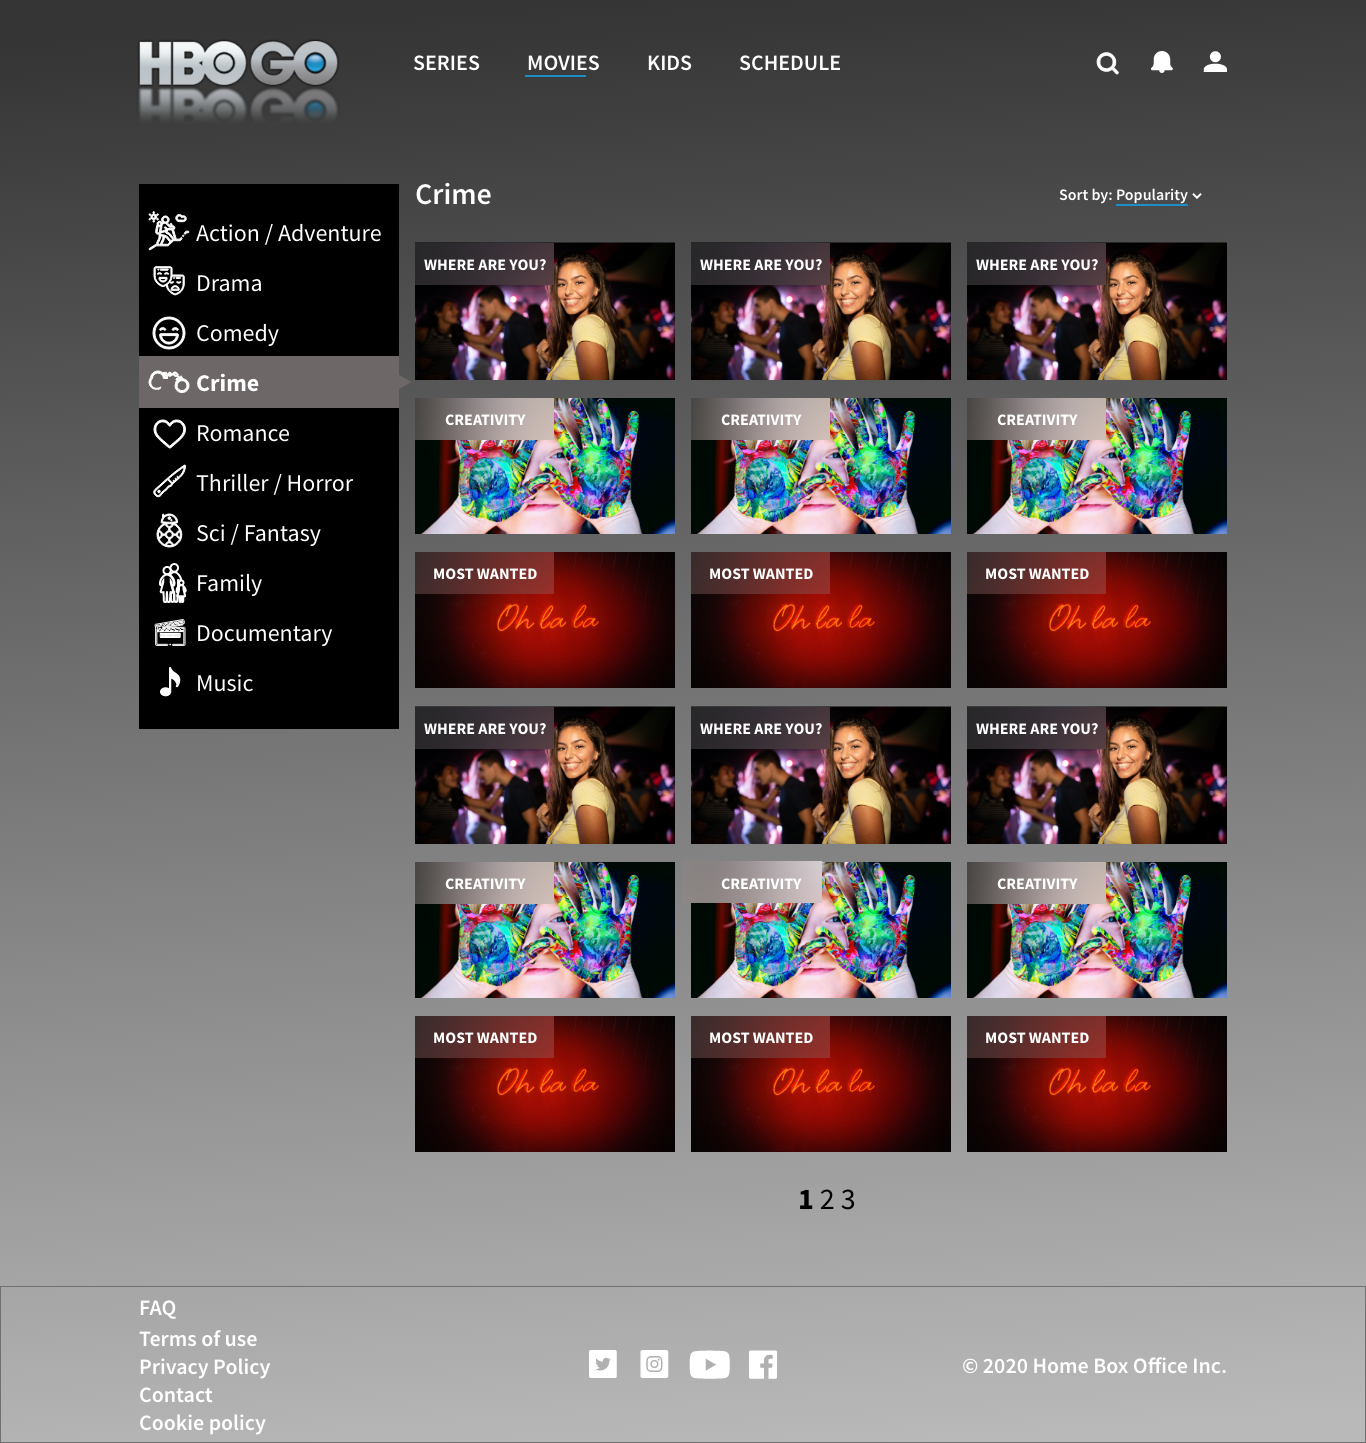 HBO GO
SERIES MOVIES KIDS SCHEDULE
Crime
Sort by: Popularity
Action / Adventure
Drama
Comedy
Crime
Romance
Thriller / Horror
Sci / Fantasy
Family
Documentary
Music
WHERE ARE YOU? WHERE ARE YOU? WHERE ARE YOU?
CREATIVITY CREATIVITY CREATIVITY
MOST WANTED MOST WANTED MOST WANTED
Oh la la Oh la la Oh la la
WHERE ARE YOU? WHERE ARE YOU? WHERE ARE YOU?
CREATIVITY CREATIVITY CREATIVITY
MOST WANTED MOST WANTED MOST WANTED
Oh la la Oh la la Oh la la
1 2 3
FAQ
Terms of use
Privacy Policy
Contact
Cookie policy
© 2020 Home Box Office Inc.